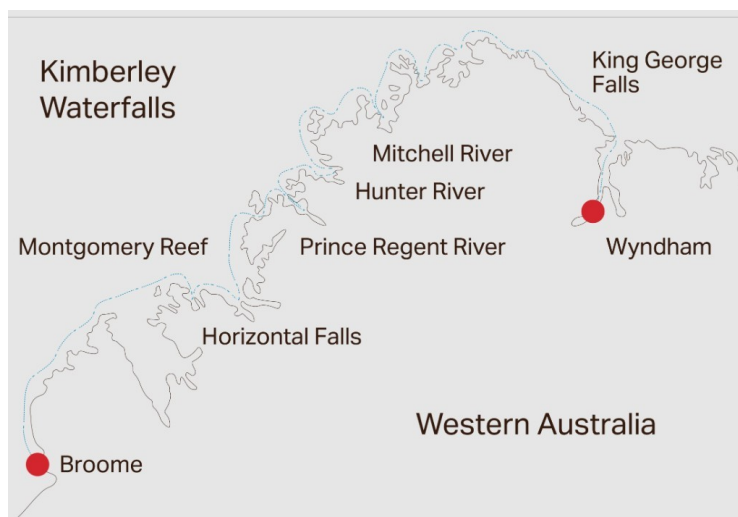 Kimberley
Waterfalls
King George
Falls
Mitchell River
Hunter River
Montgomery Reef
Prince Regent River
Wyndham
Horizontal Falls
Western Australia
Broome